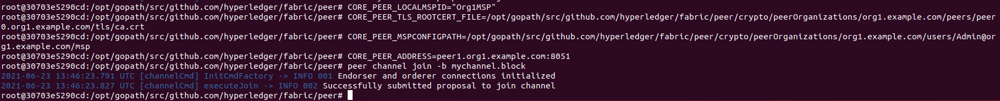 root@30703e5290cd:/opt/gopath/src/github.com/hyperledger/fabric/peer# CORE_PEER_LOCALMSPID="Org1MSP"
root@30703e5290cd:/opt/gopath/src/github.com/hyperledger/fabric/peer# CORE_PEER_TLS_ROOTCERT_FILE=/opt/gopath/src/github.com/hyperledger/fabric/peer/crypto/peerOrganizations/org1.example.com/peers/peer
0.org1.example.com/tls/ca.crt
root@30703e5290cd:/opt/gopath/src/github.com/hyperledger/fabric/peer# CORE_PEER_MSPCONFIGPATH=/opt/gopath/src/github.com/hyperledger/fabric/peer/crypto/peerOrganizations/org1.example.com/users/Admin@or
g1.example.com/msp
root@30703e5290cd:/opt/gopath/src/github.com/hyperledger/fabric/peer# CORE_PEER_ADDRESS=peer1.org1.example.com:8051
root@30703e5290cd:/opt/gopath/src/github.com/hyperledger/fabric/peer# peer channel join -b mychannel.block
2021-06-23 13:46:23.791 UTC [channelCmd] InitCmdFactory -> INFO 001 Endorser and orderer connections initialized
2021-06-23 13:46:23.827 UTC [channelCmd] executeJoin -> INFO 002 Successfully submitted proposal to join channel
root@30703e5290cd:/opt/gopath/src/github.com/hyperledger/fabric/peer#